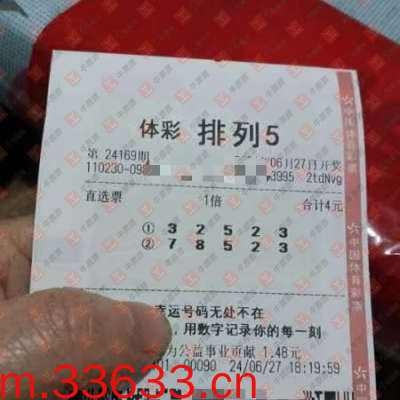 体彩 排列5
第 24169期 06月27日开奖
110230-09 3995 2tdNvg
直选票 1倍 合计4元
① 3 2 5 2 3
② 7 8 5 2 3
幸运号码无处不在
，用数字记录你的每一刻
为公益事业贡献 1.48元
01-00090 24/06/27 18:19:59
m.33633.cn